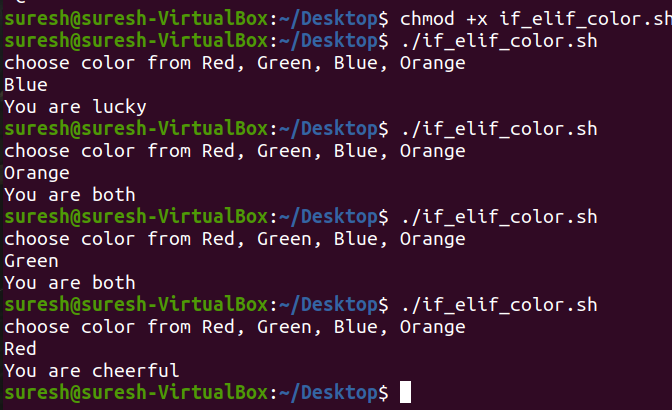 suresh@suresh-VirtualBox:~/Desktop$ chmod +x if_elif_color.sh
suresh@suresh-VirtualBox:~/Desktop$ ./if_elif_color.sh
choose color from Red, Green, Blue, Orange
Blue
You are lucky
suresh@suresh-VirtualBox:~/Desktop$ ./if_elif_color.sh
choose color from Red, Green, Blue, Orange
Orange
You are both
suresh@suresh-VirtualBox:~/Desktop$ ./if_elif_color.sh
choose color from Red, Green, Blue, Orange
Green
You are both
suresh@suresh-VirtualBox:~/Desktop$ ./if_elif_color.sh
choose color from Red, Green, Blue, Orange
Red
You are cheerful
suresh@suresh-VirtualBox:~/Desktop$